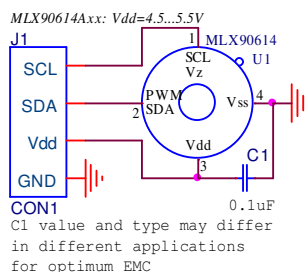 MLX90614Axx: Vdd=4.5...5.5V
J1
SCL
SDA
Vdd
GND
CON1
1
MLX90614
U1
SCL
Vz
PWM
SDA
2
Vss
4
Vdd
3
C1
0.1uF
C1 value and type may differ
in different applications
for optimum EMC